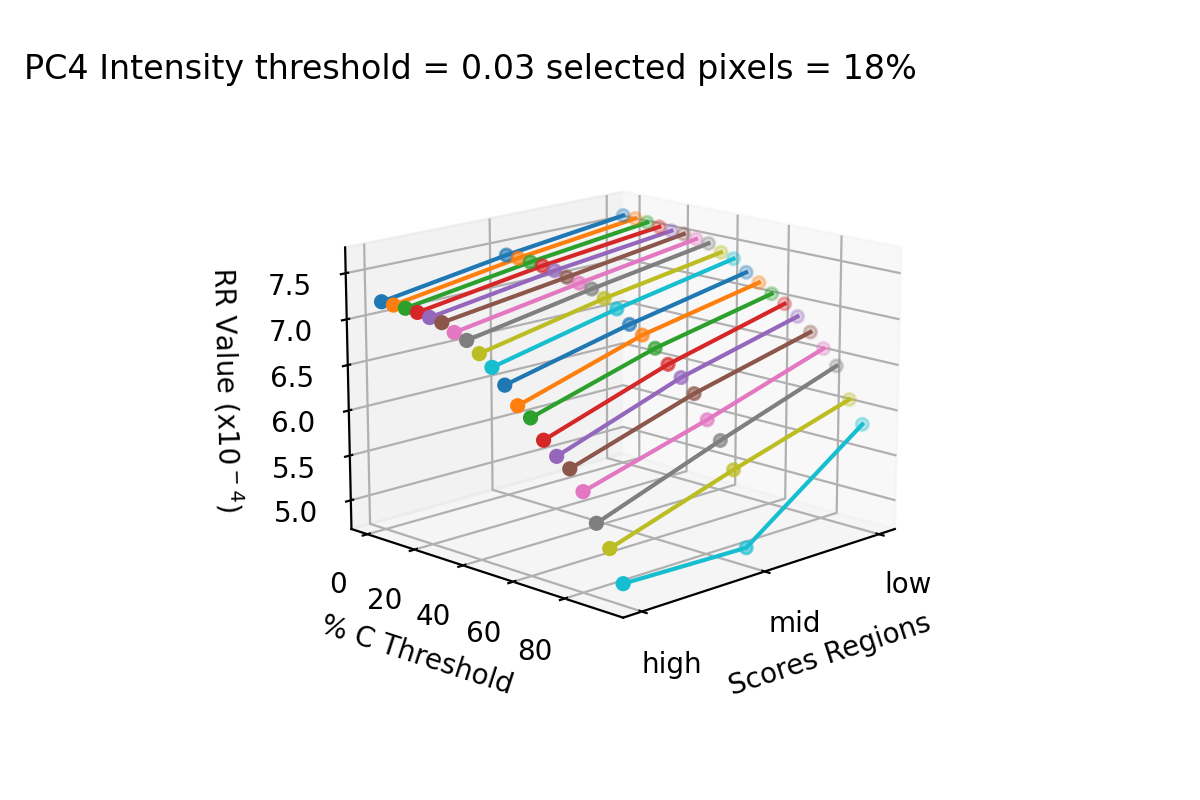 PC4 Intensity threshold = 0.03 selected pixels = 18%
RR Value (x10⁻⁴)
7.5
7.0
6.5
6.0
5.5
5.0
0
20
40
60
80
% C Threshold
high
mid
low
Scores Regions